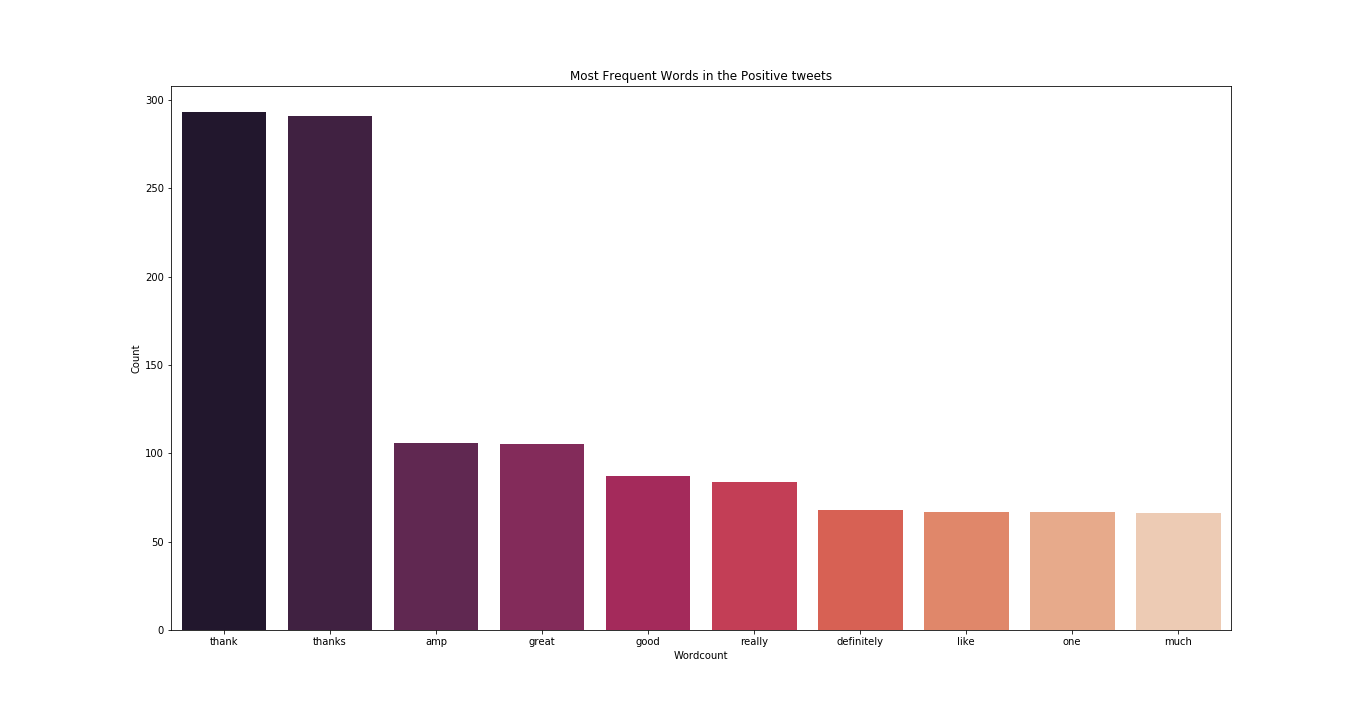 Most Frequent Words in the Positive tweets
300
250
200
150
100
50
0
Count
thank thanks amp great good really definitely like one much
Wordcount